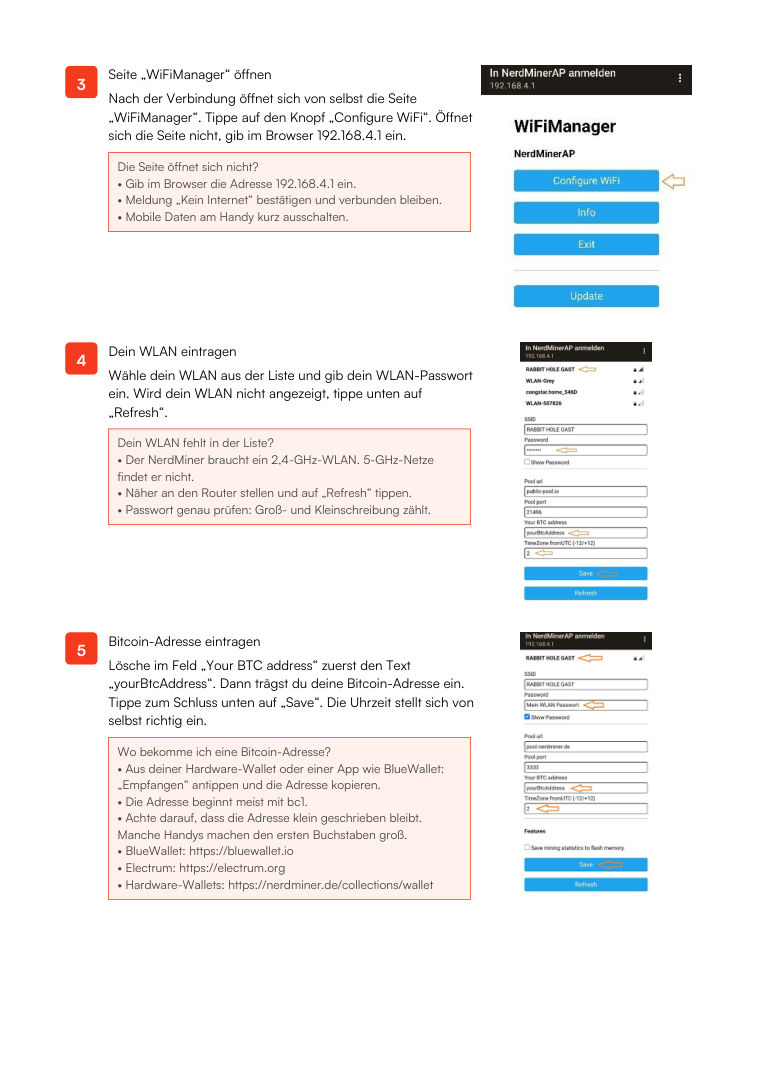 3
Seite „WiFiManager“ öffnen
Nach der Verbindung öffnet sich von selbst die Seite
„WiFiManager“. Tippe auf den Knopf „Configure WiFi“. Öffnet
sich die Seite nicht, gib im Browser 192.168.4.1 ein.
Die Seite öffnet sich nicht?
• Gib im Browser die Adresse 192.168.4.1 ein.
• Meldung „Kein Internet“ bestätigen und verbunden bleiben.
• Mobile Daten am Handy kurz ausschalten.
In NerdMinerAP anmelden
192.168.4.1
WiFiManager
NerdMinerAP
Configure WiFi
Info
Exit
Update
4
Dein WLAN eintragen
Wähle dein WLAN aus der Liste und gib dein WLAN-Passwort
ein. Wird dein WLAN nicht angezeigt, tippe unten auf
„Refresh“.
Dein WLAN fehlt in der Liste?
• Der NerdMiner braucht ein 2,4-GHz-WLAN. 5-GHz-Netze
findet er nicht.
• Näher an den Router stellen und auf „Refresh“ tippen.
• Passwort genau prüfen: Groß- und Kleinschreibung zählt.
In NerdMinerAP anmelden
192.168.4.1
RABBIT HOLE GAST
WLAN-Grey
congstar.home_546D
WLAN-507826
SSID
RABBIT HOLE GAST
Password
••••••••
Show Password
Pool url
public-pool.io
Pool port
21496
Your BTC address
yourBtcAddress
TimeZone fromUTC (-12/+12)
2
Save
Refresh
5
Bitcoin-Adresse eintragen
Lösche im Feld „Your BTC address“ zuerst den Text
„yourBtcAddress“. Dann trägst du deine Bitcoin-Adresse ein.
Tippe zum Schluss unten auf „Save“. Die Uhrzeit stellt sich von
selbst richtig ein.
Wo bekomme ich eine Bitcoin-Adresse?
• Aus deiner Hardware-Wallet oder einer App wie BlueWallet:
„Empfangen“ antippen und die Adresse kopieren.
• Die Adresse beginnt meist mit bc1.
• Achte darauf, dass die Adresse klein geschrieben bleibt.
Manche Handys machen den ersten Buchstaben groß.
• BlueWallet: https://bluewallet.io
• Electrum: https://electrum.org
• Hardware-Wallets: https://nerdminer.de/collections/wallet
In NerdMinerAP anmelden
192.168.4.1
RABBIT HOLE GAST
SSID
RABBIT HOLE GAST
Password
Mein WLAN Passwort
Show Password
Pool url
pool.nerdminer.de
Pool port
3333
Your BTC address
yourBtcAddress
TimeZone fromUTC (-12/+12)
2
Features
Save mining statistics to flash memory.
Save
Refresh